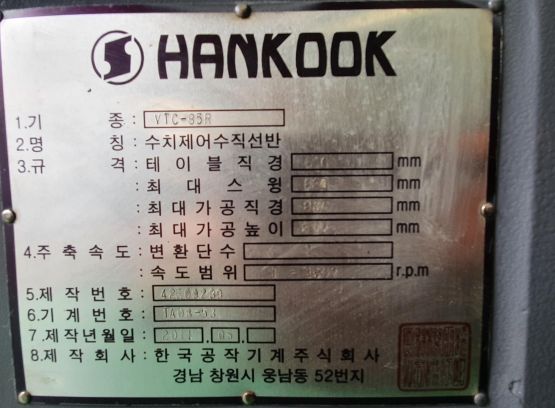 HANKOOK
1.기 종 : VTC-85R
2.명 칭 : 수치제어수직선반
3.규 격 : 테이블직경 mm
: 최대스윙 mm
: 최대가공직경 mm
: 최대가공높이 mm
4.주축속도 : 변환단수
: 속도범위 r.p.m
5.제작번호 :
6.기계번호 :
7.제작년월일 : 2011.05.
8.제작회사 : 한국공작기계주식회사
경남 창원시 웅남동 52번지